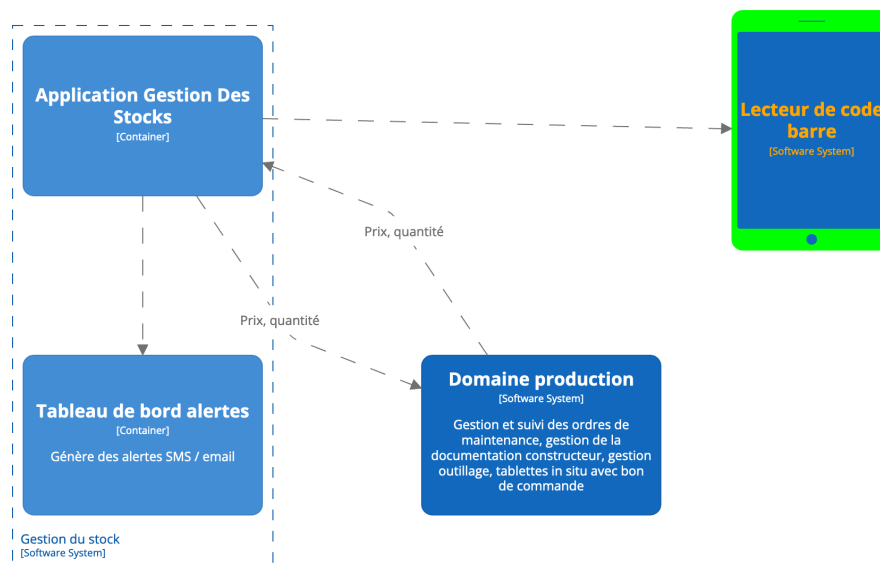 Application Gestion Des
Stocks
[Container]
Lecteur de code
barre
[Software System]
Prix, quantité
Prix, quantité
Tableau de bord alertes
[Container]
Génère des alertes SMS / email
Domaine production
[Software System]
Gestion et suivi des ordres de
maintenance, gestion de la
documentation constructeur, gestion
outillage, tablettes in situ avec bon
de commande
Gestion du stock
[Software System]